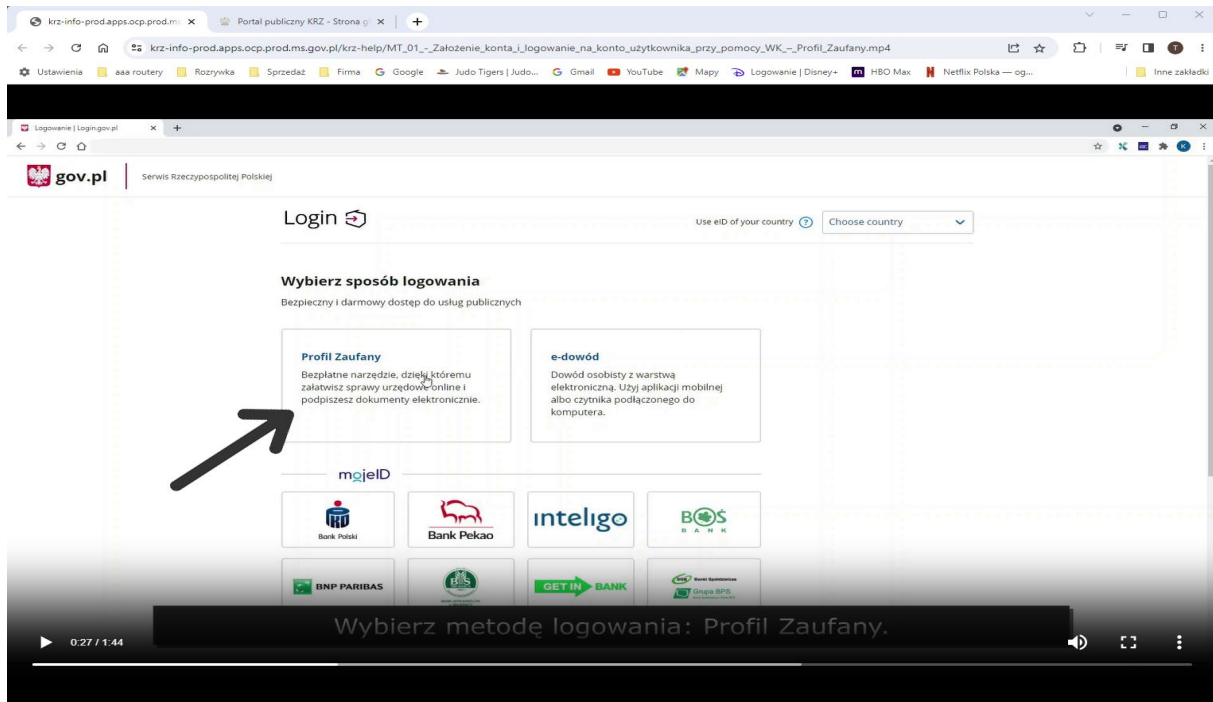 krz-info-prod.apps.ocp.prod.m
Portal publiczny KRZ - Strona g
krz-info-prod.apps.ocp.prod.ms.gov.pl/krz-help/MT_01_-_Założenie_konta_i_logowanie_na_konto_użytkownika_przy_pomocy_WK_–_Profil_Zaufany.mp4
T
Ustawienia aaa routery Rozrywka Sprzedaż Firma Google Judo Tigers | Judo... Gmail YouTube Mapy Logowanie | Disney+ HBO Max Netflix Polska — og... Inne zakładki
Logowanie | Login.gov.pl
K
gov.pl Serwis Rzeczypospolitej Polskiej
Login Use eID of your country ? Choose country
Wybierz sposób logowania
Bezpieczny i darmowy dostęp do usług publicznych
Profil Zaufany
Bezpłatne narzędzie, dzięki któremu
załatwisz sprawy urzędowe online i
podpiszesz dokumenty elektronicznie.
e-dowód
Dowód osobisty z warstwą
elektroniczną. Użyj aplikacji mobilnej
albo czytnika podłączonego do
komputera.
mojeID
Bank Polski
Bank Pekao
inteligo
BOŚ
BANK
BNP PARIBAS
BS
GET IN BANK
Banki Spółdzielcze
Grupa BPS
Wybierz metodę logowania: Profil Zaufany.
0:27 / 1:44